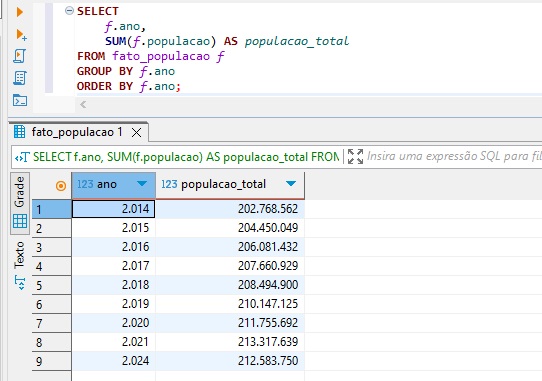 SELECT
f.ano,
SUM(f.populacao) AS populacao_total
FROM fato_populacao f
GROUP BY f.ano
ORDER BY f.ano;
fato_populacao 1
SELECT f.ano, SUM(f.populacao) AS populacao_total FROM
Insira uma expressão SQL para fil
Grade
Texto
123 ano 123 populacao_total
1 2.014 202.768.562
2 2.015 204.450.049
3 2.016 206.081.432
4 2.017 207.660.929
5 2.018 208.494.900
6 2.019 210.147.125
7 2.020 211.755.692
8 2.021 213.317.639
9 2.024 212.583.750